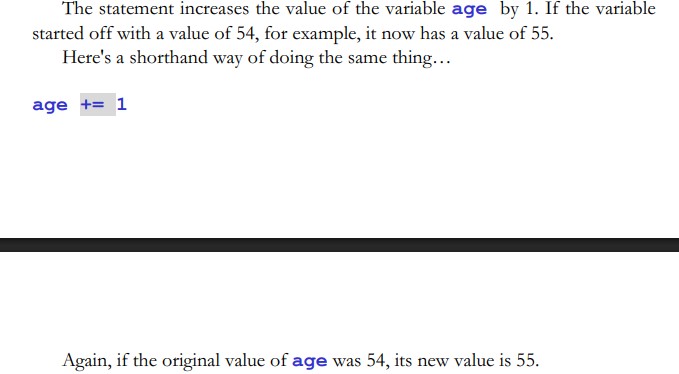 The statement increases the value of the variable age by 1. If the variable
started off with a value of 54, for example, it now has a value of 55.
Here's a shorthand way of doing the same thing…
age += 1
Again, if the original value of age was 54, its new value is 55.